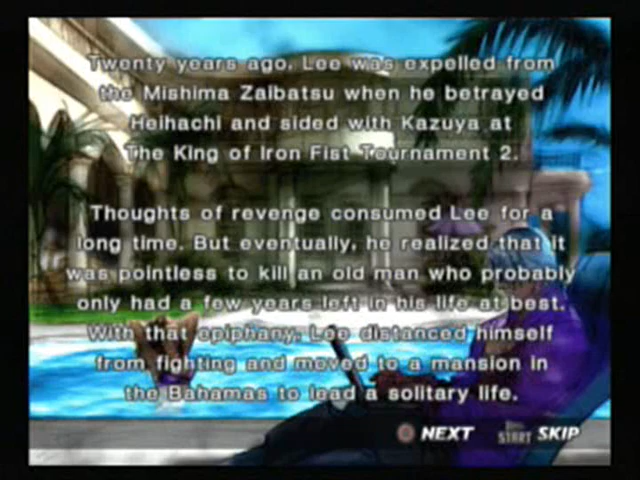 Twenty years ago, Lee was expelled from
the Mishima Zaibatsu when he betrayed
Heihachi and sided with Kazuya at
The King of Iron Fist Tournament 2.
Thoughts of revenge consumed Lee for a
long time. But eventually, he realized that it
was pointless to kill an old man who probably
only had a few years left in his life at best.
With that epiphany, Lee distanced himself
from fighting and moved to a mansion in
the Bahamas to lead a solitary life.
NEXT START SKIP